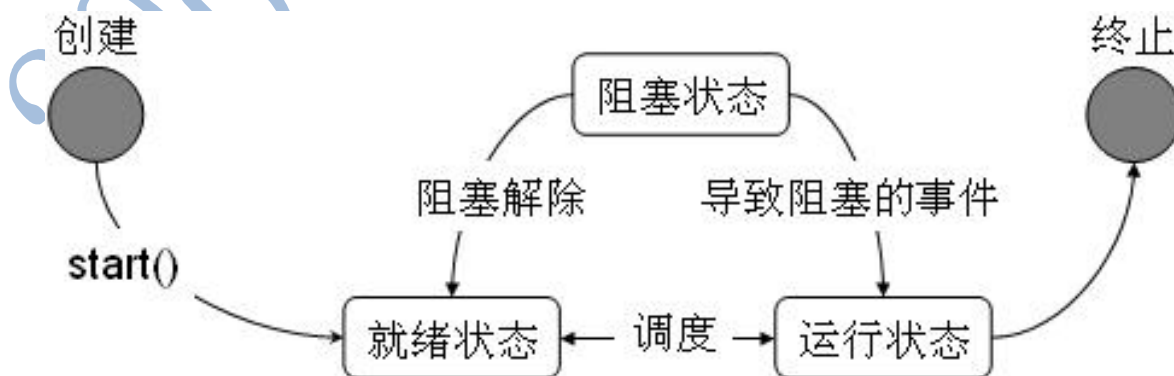 创建
终止
阻塞状态
阻塞解除
导致阻塞的事件
start()
就绪状态
调度
运行状态